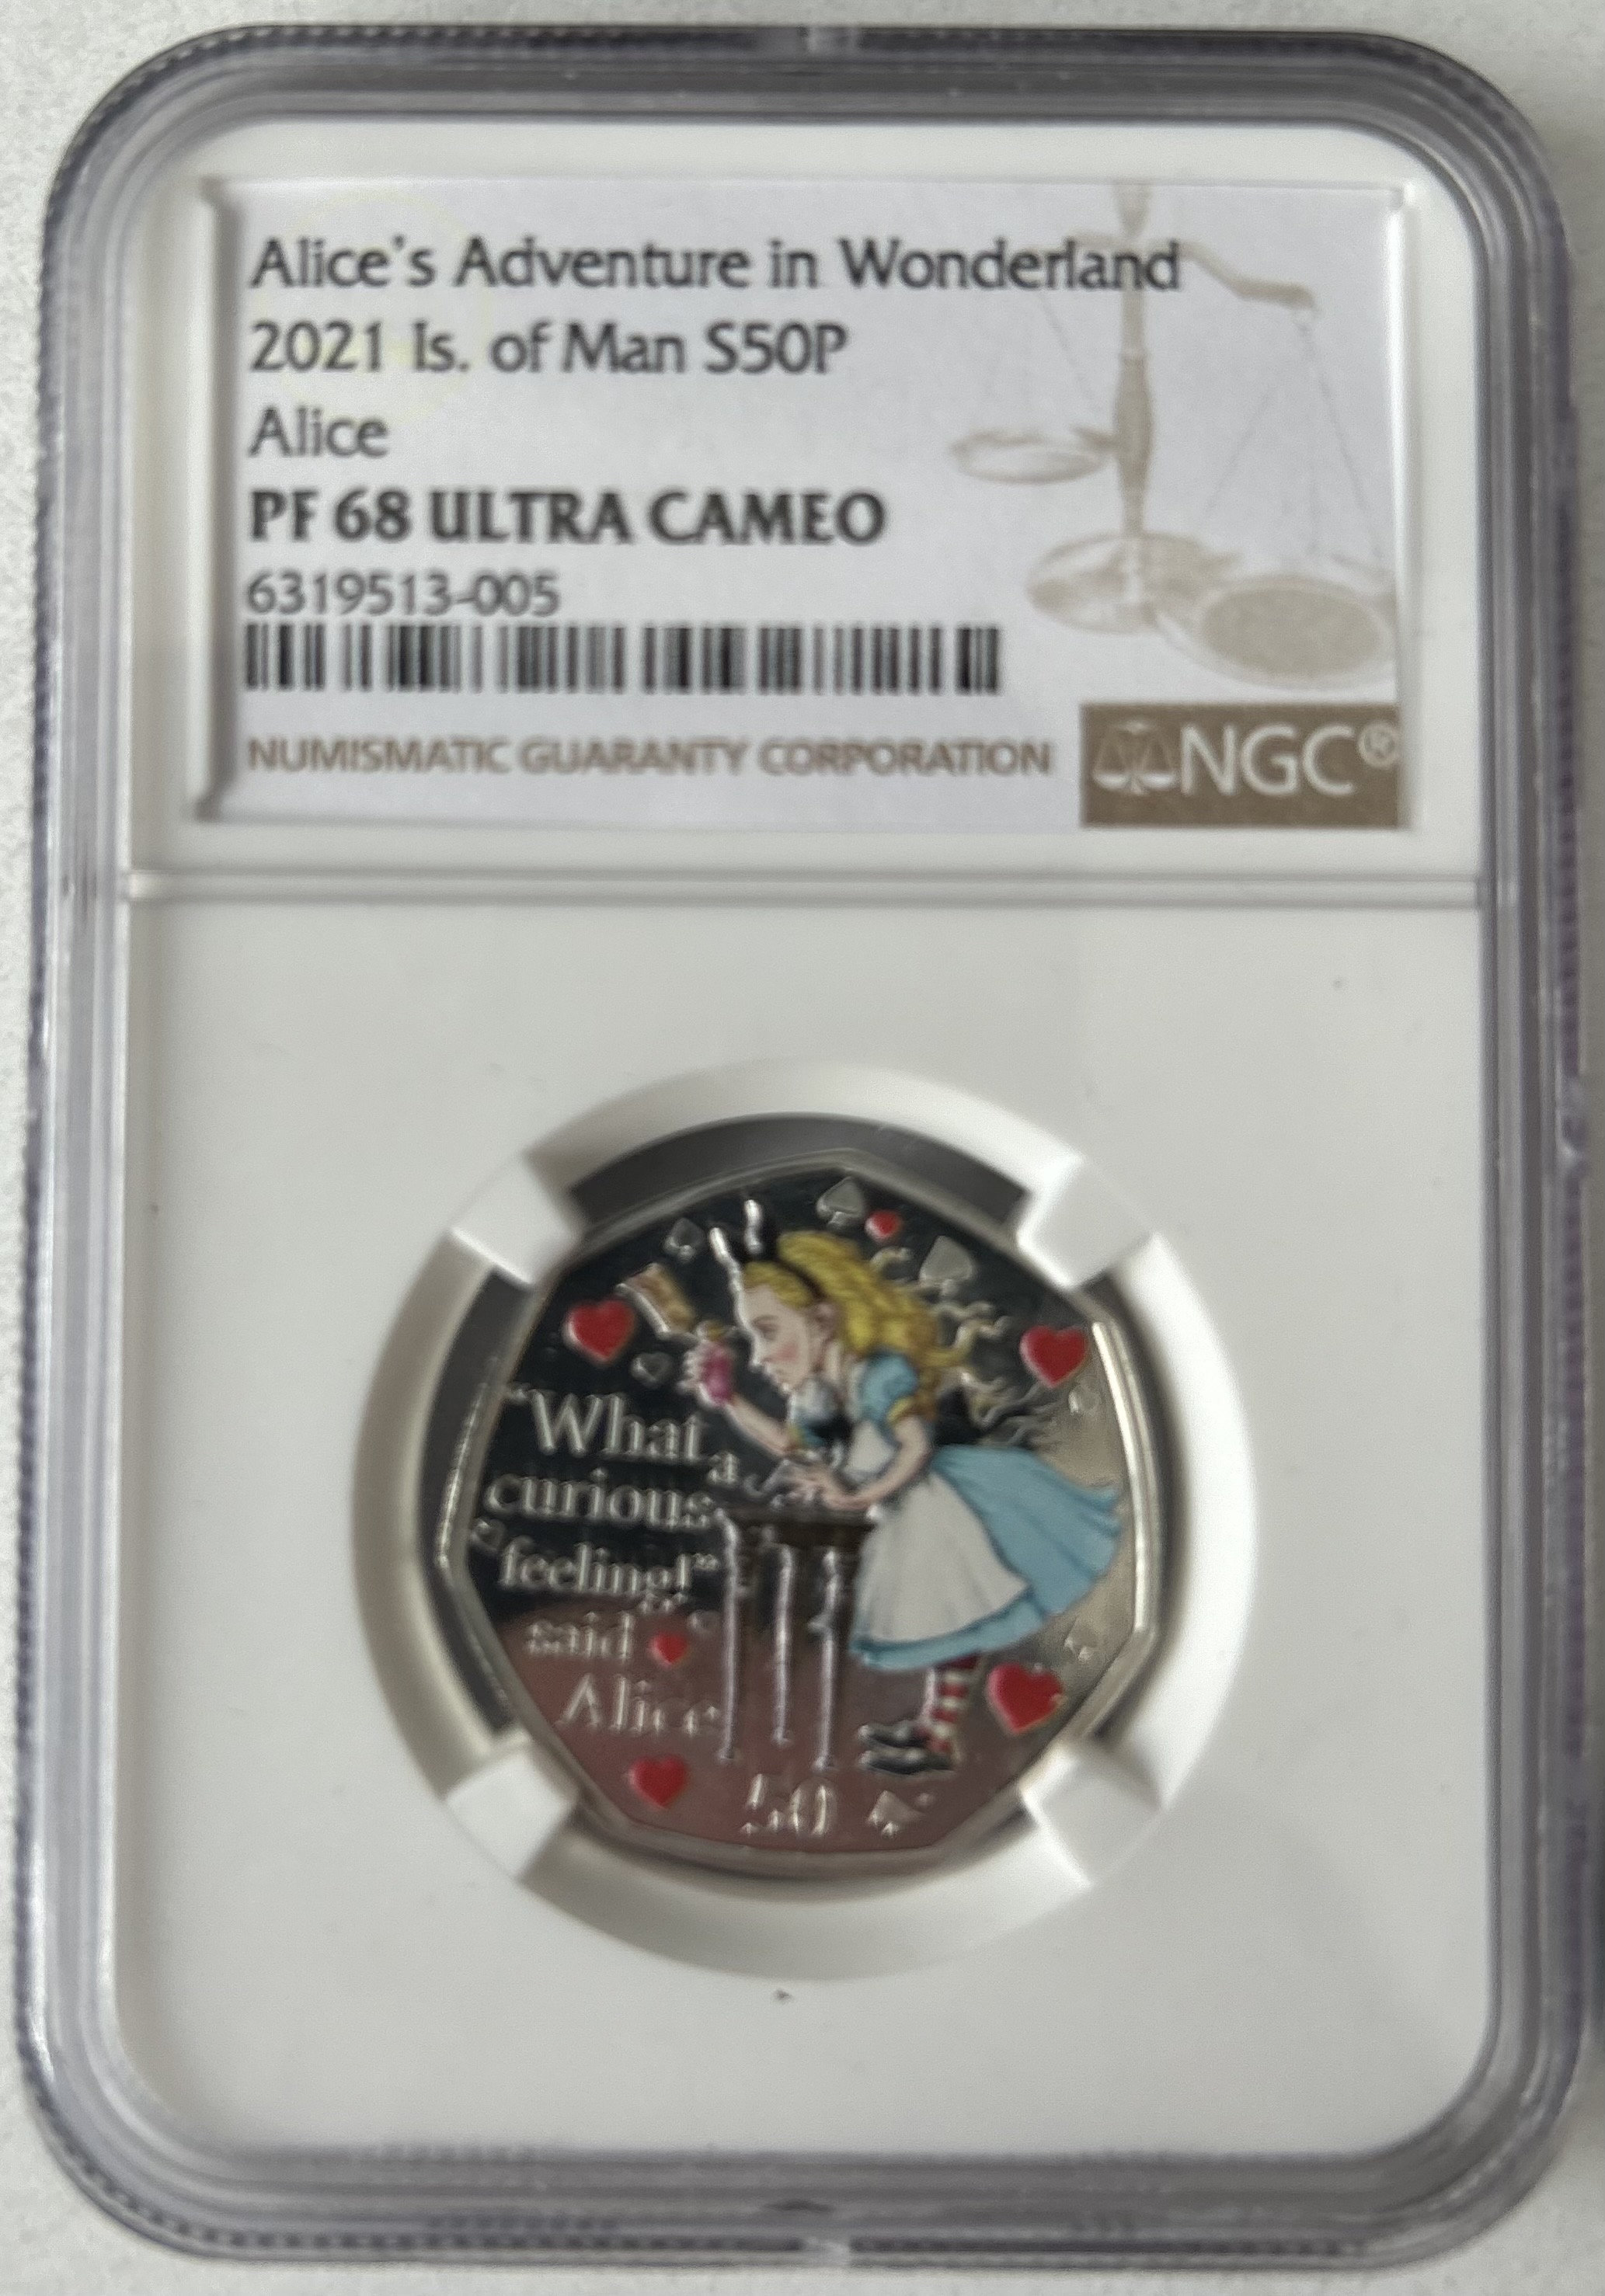 Alice's Adventure in Wonderland
2021 Is. of Man S50P
Alice
PF 68 ULTRA CAMEO
6319513-005
NUMISMATIC GUARANTY CORPORATION
NGC®
"What a
curious
feeling!"
said
Alice
50